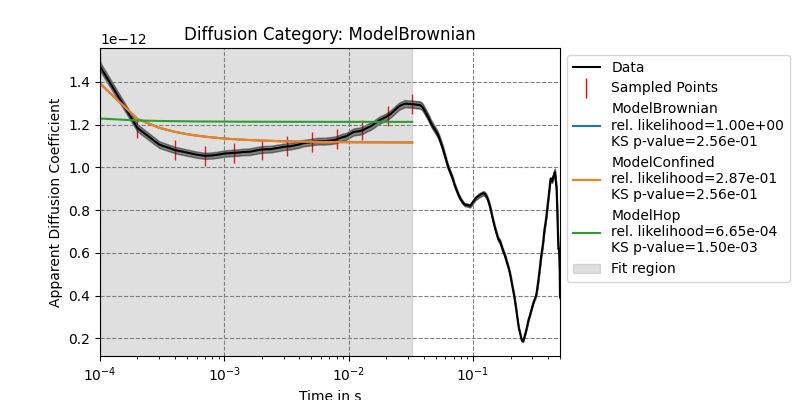 Diffusion Category: ModelBrownian
1e−12
1.4
1.2
1.0
0.8
0.6
0.4
0.2
Apparent Diffusion Coefficient
10⁻⁴
10⁻³
10⁻²
10⁻¹
Time in s
Data
Sampled Points
ModelBrownian
rel. likelihood=1.00e+00
KS p-value=2.56e-01
ModelConfined
rel. likelihood=2.87e-01
KS p-value=2.56e-01
ModelHop
rel. likelihood=6.65e-04
KS p-value=1.50e-03
Fit region